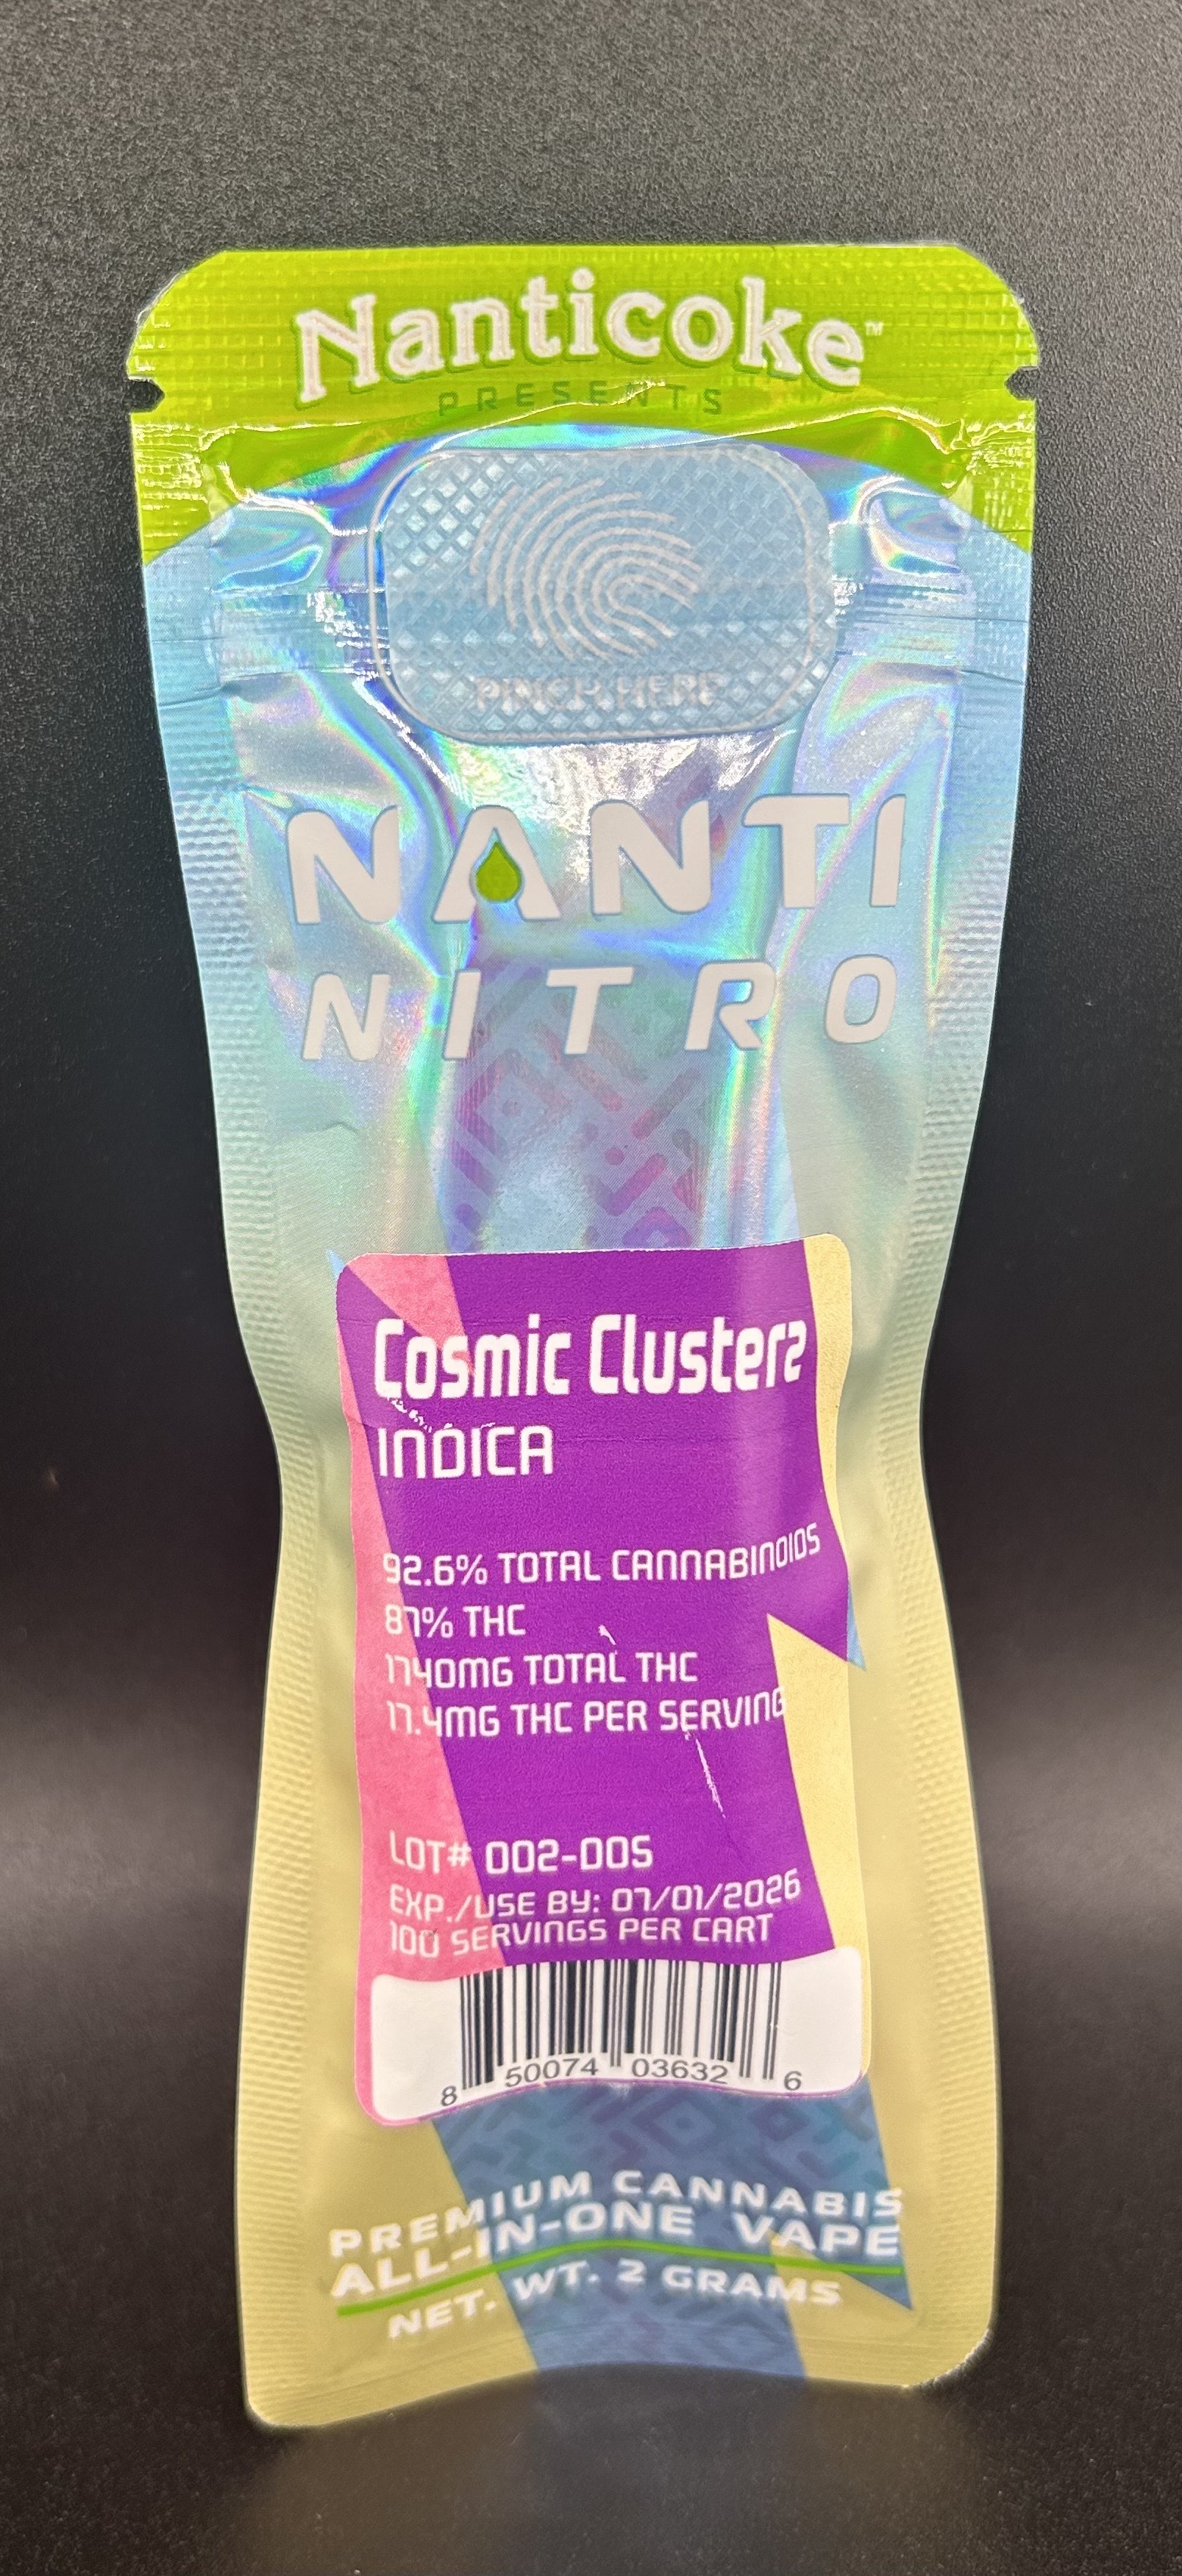 Nanticoke™
PRESENTS
PINCH HERE
NANTI
NITRO
Cosmic Clusterz
INDICA
92.6% TOTAL CANNABINOIDS
87% THC
1740MG TOTAL THC
17.4MG THC PER SERVING
LOT# 002-005
EXP./USE BY: 07/01/2026
100 SERVINGS PER CART
8 50074 03632 6
PREMIUM CANNABIS
ALL-IN-ONE VAPE
NET. WT. 2 GRAMS